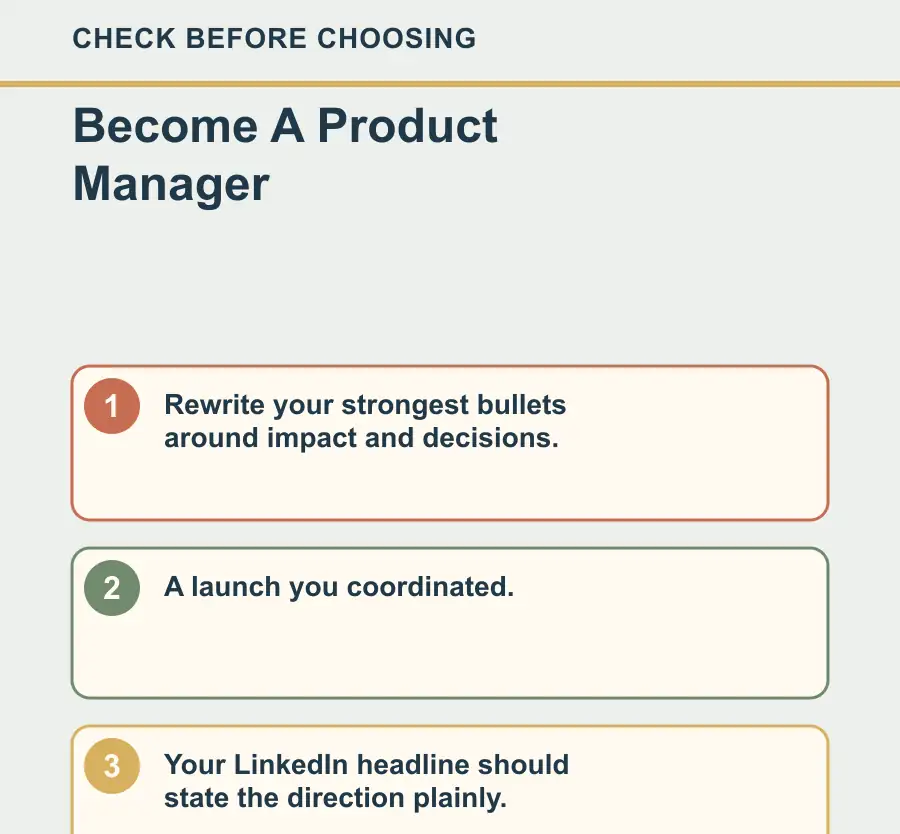 CHECK BEFORE CHOOSING
Become A Product
Manager
1
Rewrite your strongest bullets
around impact and decisions.
2
A launch you coordinated.
3
Your LinkedIn headline should
state the direction plainly.